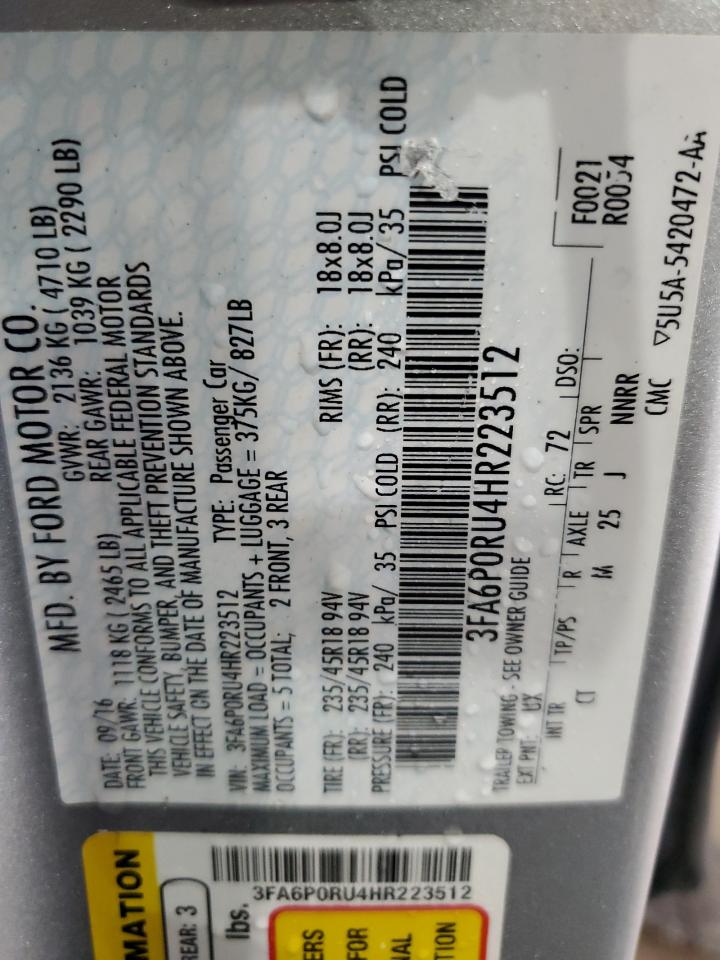 MFD. BY FORD MOTOR CO.
DATE: 09/16 GVWR: 2136 KG ( 4710 LB)
FRONT GAWR: 1118 KG ( 2465 LB) REAR GAWR: 1039 KG ( 2290 LB)
THIS VEHICLE CONFORMS TO ALL APPLICABLE FEDERAL MOTOR
VEHICLE SAFETY, BUMPER, AND THEFT PREVENTION STANDARDS
IN EFFECT ON THE DATE OF MANUFACTURE SHOWN ABOVE.
VIN: 3FA6P0RU4HR223512 TYPE: Passenger Car
MAXIMUM LOAD = OCCUPANTS + LUGGAGE = 375KG/ 827LB
OCCUPANTS = 5 TOTAL; 2 FRONT, 3 REAR
TIRE (FR): 235/45R18 94V RIMS (FR): 18x8.0J
(RR): 235/45R18 94V (RR): 18x8.0J
PRESSURE (FR): 240 kPa/ 35 PSI COLD (RR): 240 kPa/ 35 PSI COLD
3FA6P0RU4HR223512
TRAILER TOWING - SEE OWNER GUIDE
F0021
R0054
EXT PNT: UX RC: 72 DSO:
INT TR TP/PS R AXLE TR SPR
CT M 25 J NNRR
CMC ▽5U5A-5420472-AA
MATION
REAR: 3
lbs.
3FA6P0RU4HR223512
ERS
FOR
AL
TION